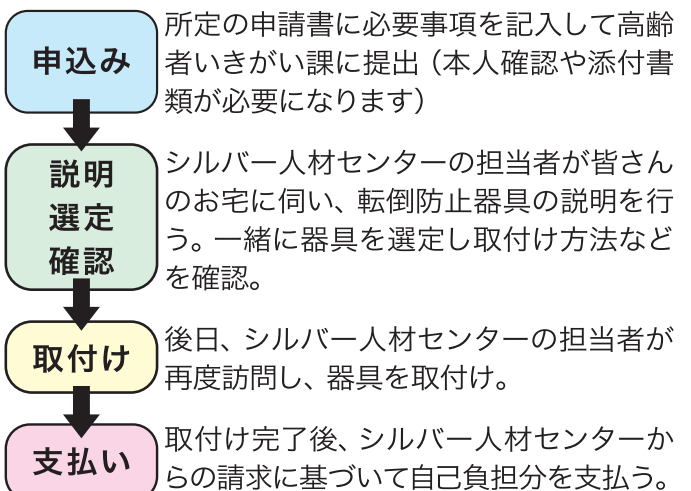 申込み
所定の申請書に必要事項を記入して高齢
者いきがい課に提出（本人確認や添付書
類が必要になります）
説明
選定
確認
シルバー人材センターの担当者が皆さん
のお宅に伺い、転倒防止器具の説明を行
う。一緒に器具を選定し取付け方法など
を確認。
取付け
後日、シルバー人材センターの担当者が
再度訪問し、器具を取付け。
支払い
取付け完了後、シルバー人材センターか
らの請求に基づいて自己負担分を支払う。